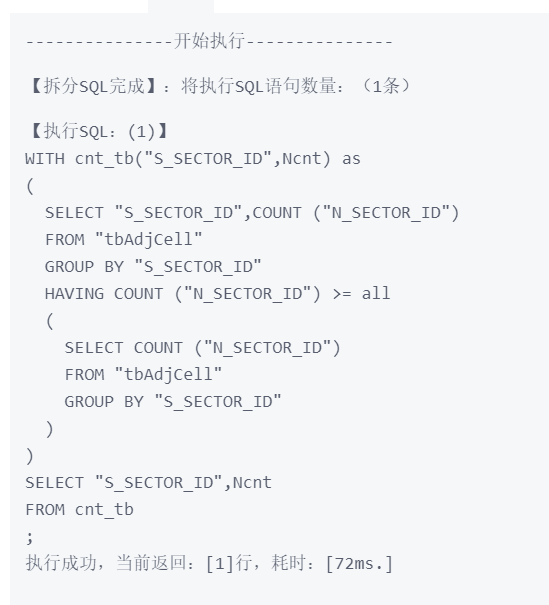 ---------------开始执行---------------
【拆分SQL完成】：将执行SQL语句数量：（1条）
【执行SQL：(1)】
WITH cnt_tb("S_SECTOR_ID",Ncnt) as
(
  SELECT "S_SECTOR_ID",COUNT ("N_SECTOR_ID")
  FROM "tbAdjCell"
  GROUP BY "S_SECTOR_ID"
  HAVING COUNT ("N_SECTOR_ID") >= all
  (
    SELECT COUNT ("N_SECTOR_ID")
    FROM "tbAdjCell"
    GROUP BY "S_SECTOR_ID"
  )
)
SELECT "S_SECTOR_ID",Ncnt
FROM cnt_tb
;
执行成功，当前返回：[1]行，耗时：[72ms.]